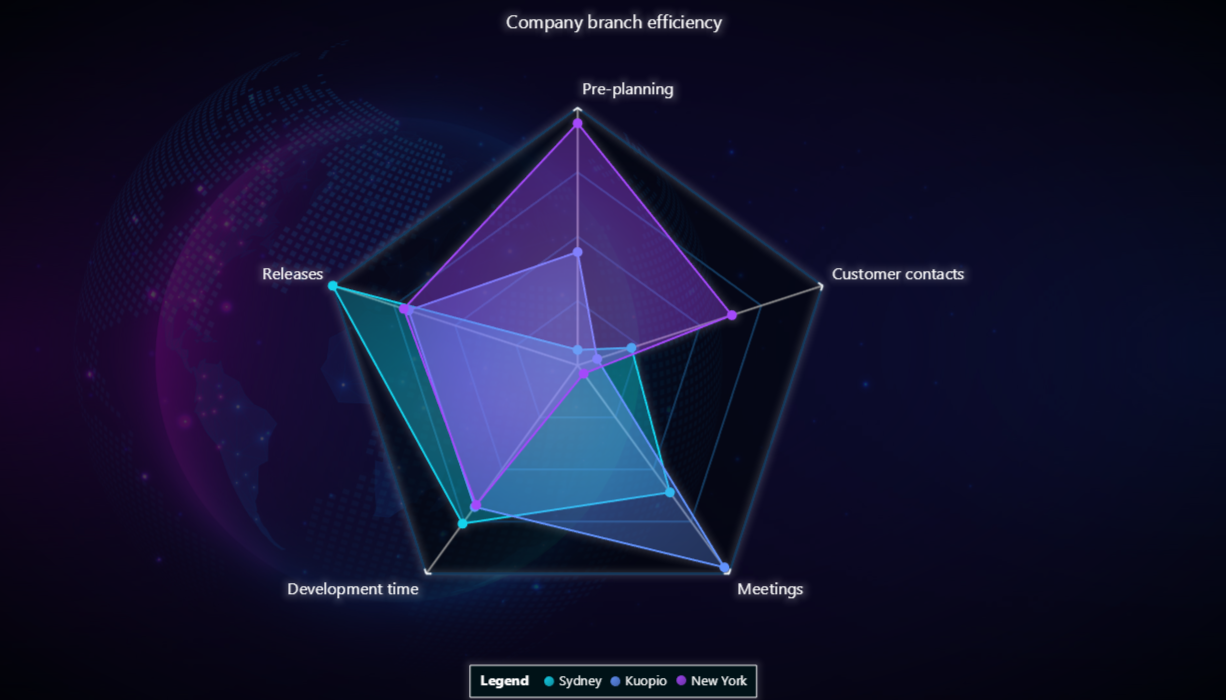 Company branch efficiency
Pre-planning
Releases
Customer contacts
Development time
Meetings
Legend Sydney Kuopio New York